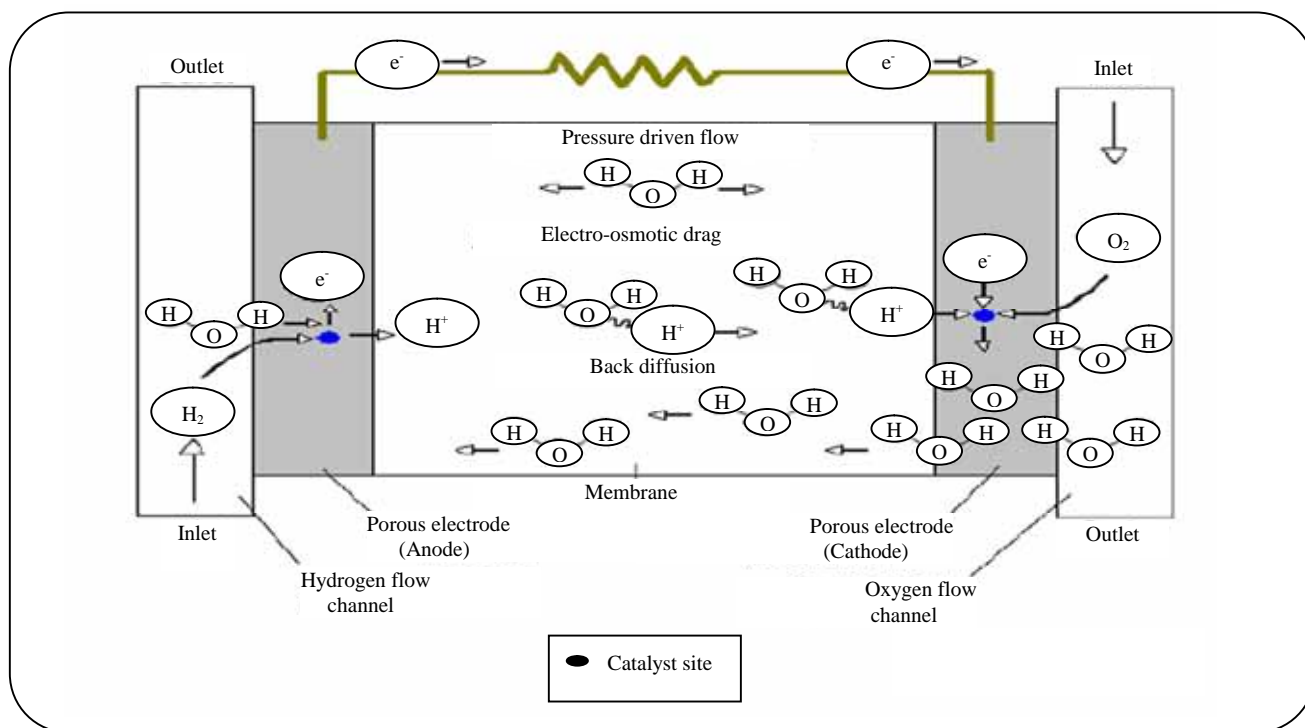 e-
e-
Outlet
Inlet
Pressure driven flow
H
H
O
Electro-osmotic drag
O2
e-
e-
H
H
O
H
H
O
H+
H
H
O
H+
H+
H
H
O
Back diffusion
H
H
O
H2
H
H
O
H
H
O
H
H
O
H
H
O
Membrane
Inlet
Porous electrode
(Anode)
Porous electrode
(Cathode)
Outlet
Hydrogen flow
channel
Oxygen flow
channel
Catalyst site